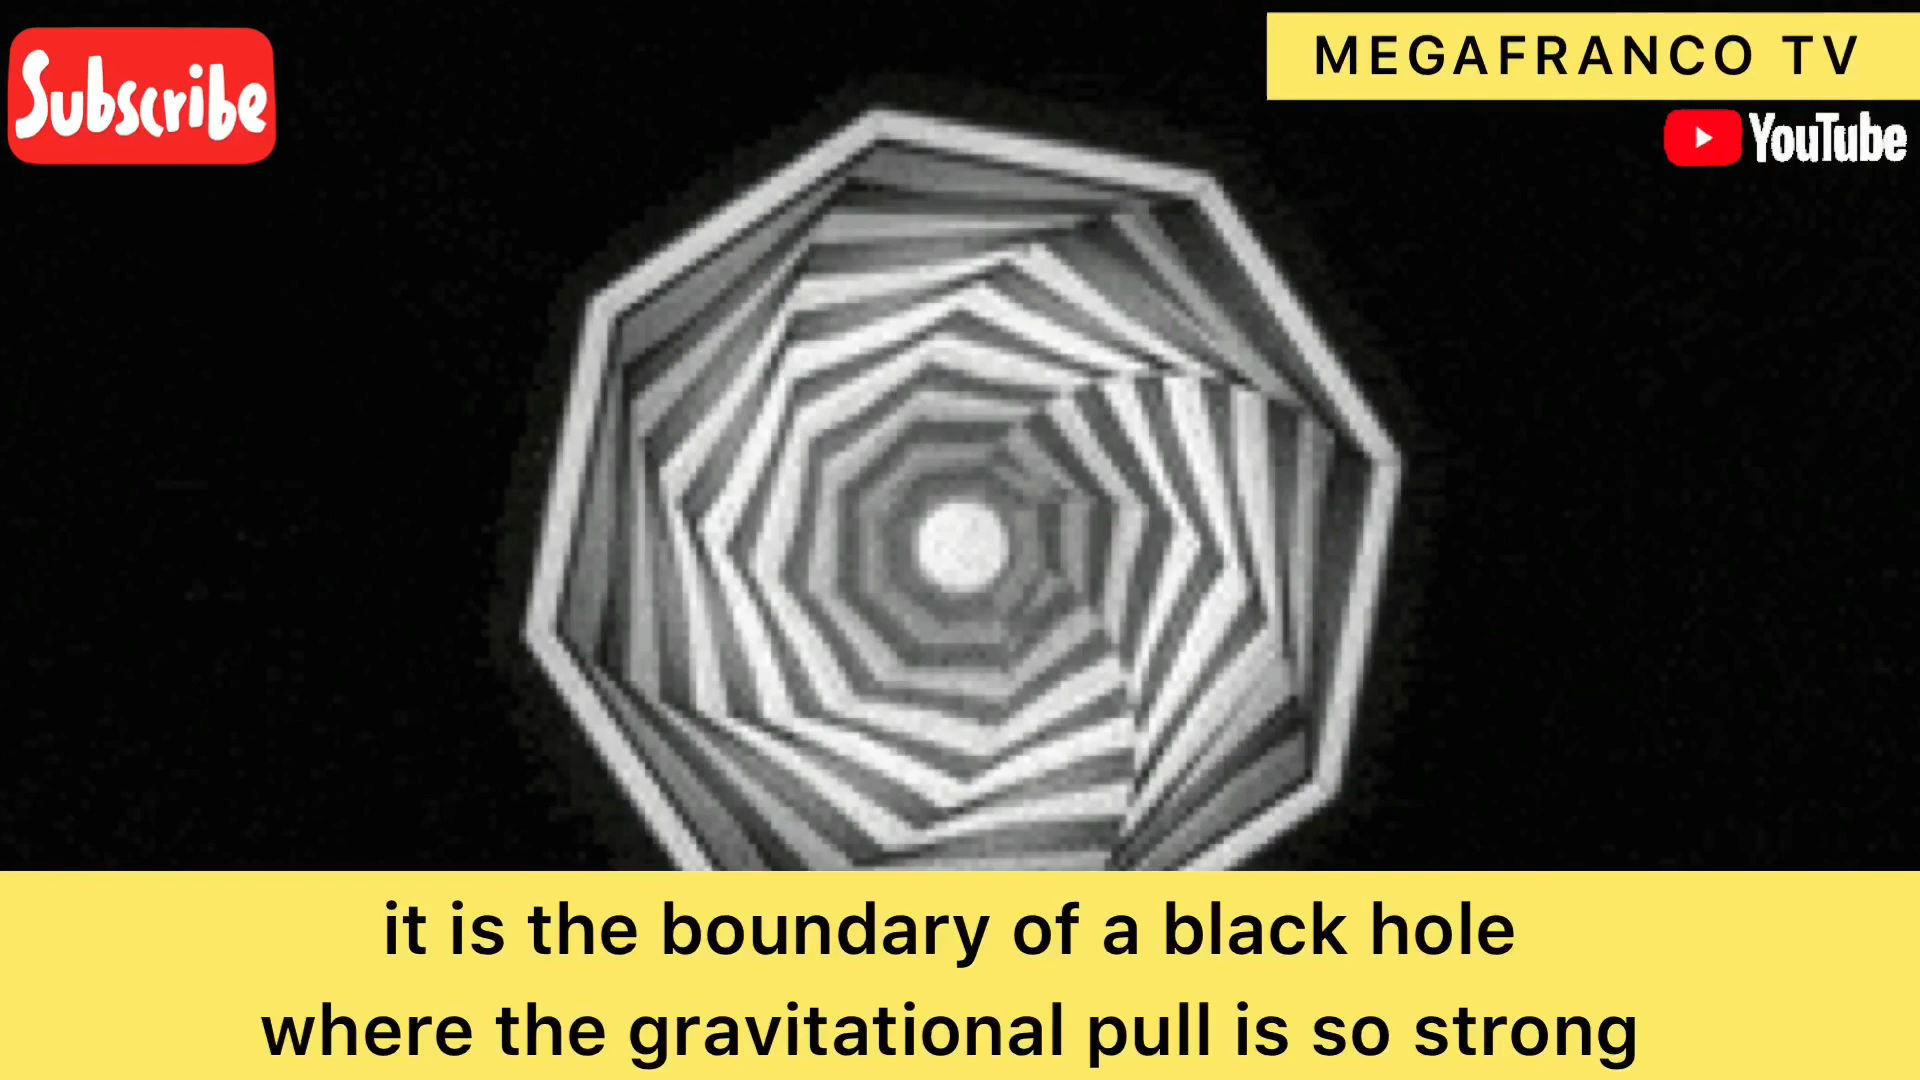 Subscribe
MEGAFRANCO TV
YouTube
it is the boundary of a black hole
where the gravitational pull is so strong